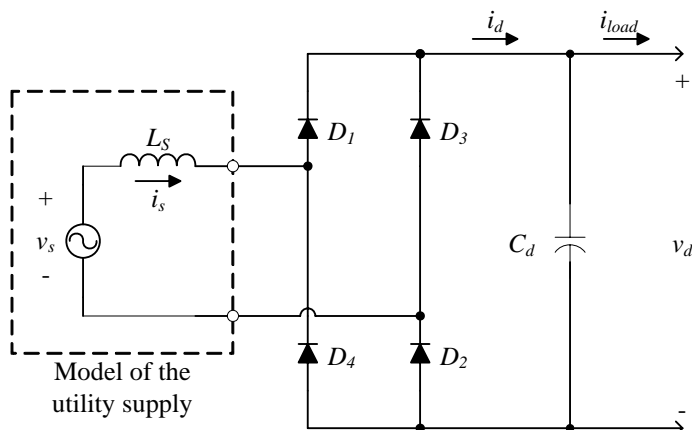 i_d
i_load
+
D_1
D_3
L_S
i_s
+
v_s
-
C_d
v_d
D_4
D_2
-
Model of the
utility supply